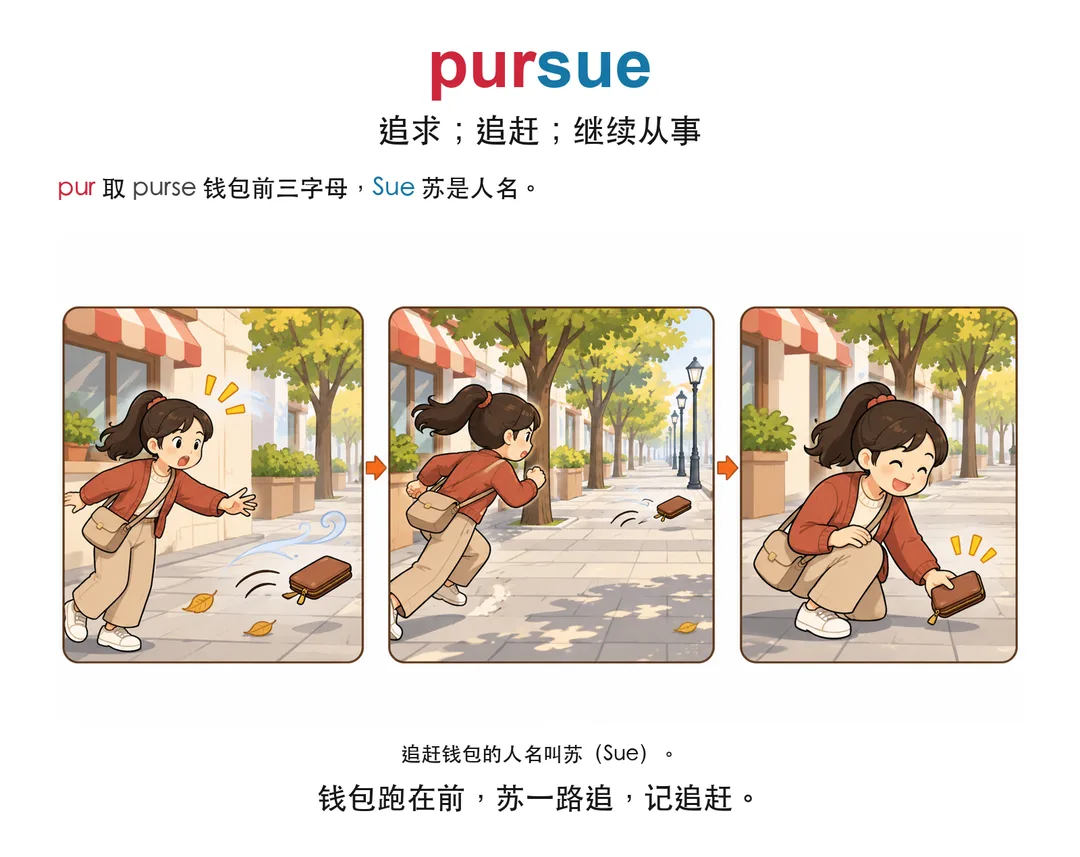 pursue
追求；追赶；继续从事
pur 取 purse 钱包前三字母，Sue 苏是人名。
追赶钱包的人名叫苏（Sue）。
钱包跑在前，苏一路追，记追赶。